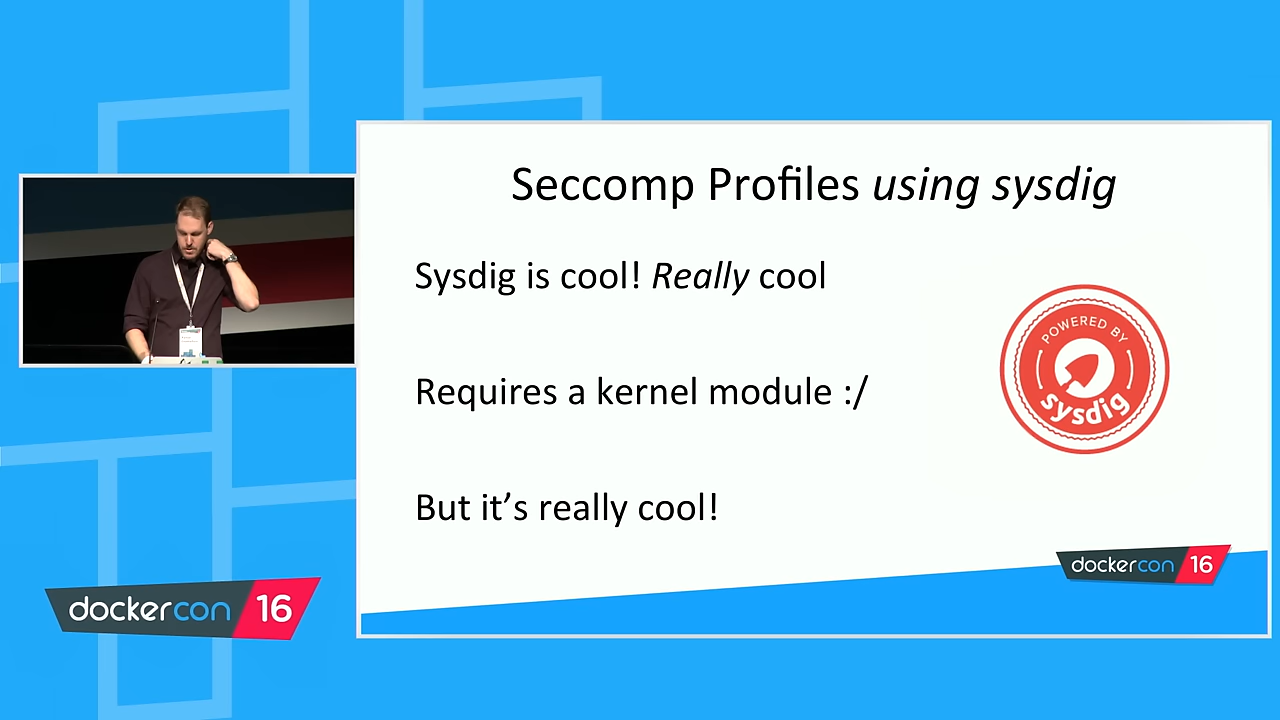 Seccomp Profiles using sysdig
Sysdig is cool! Really cool
Requires a kernel module :/
But it's really cool!
POWERED BY
sysdig
dockercon 16
dockercon 16